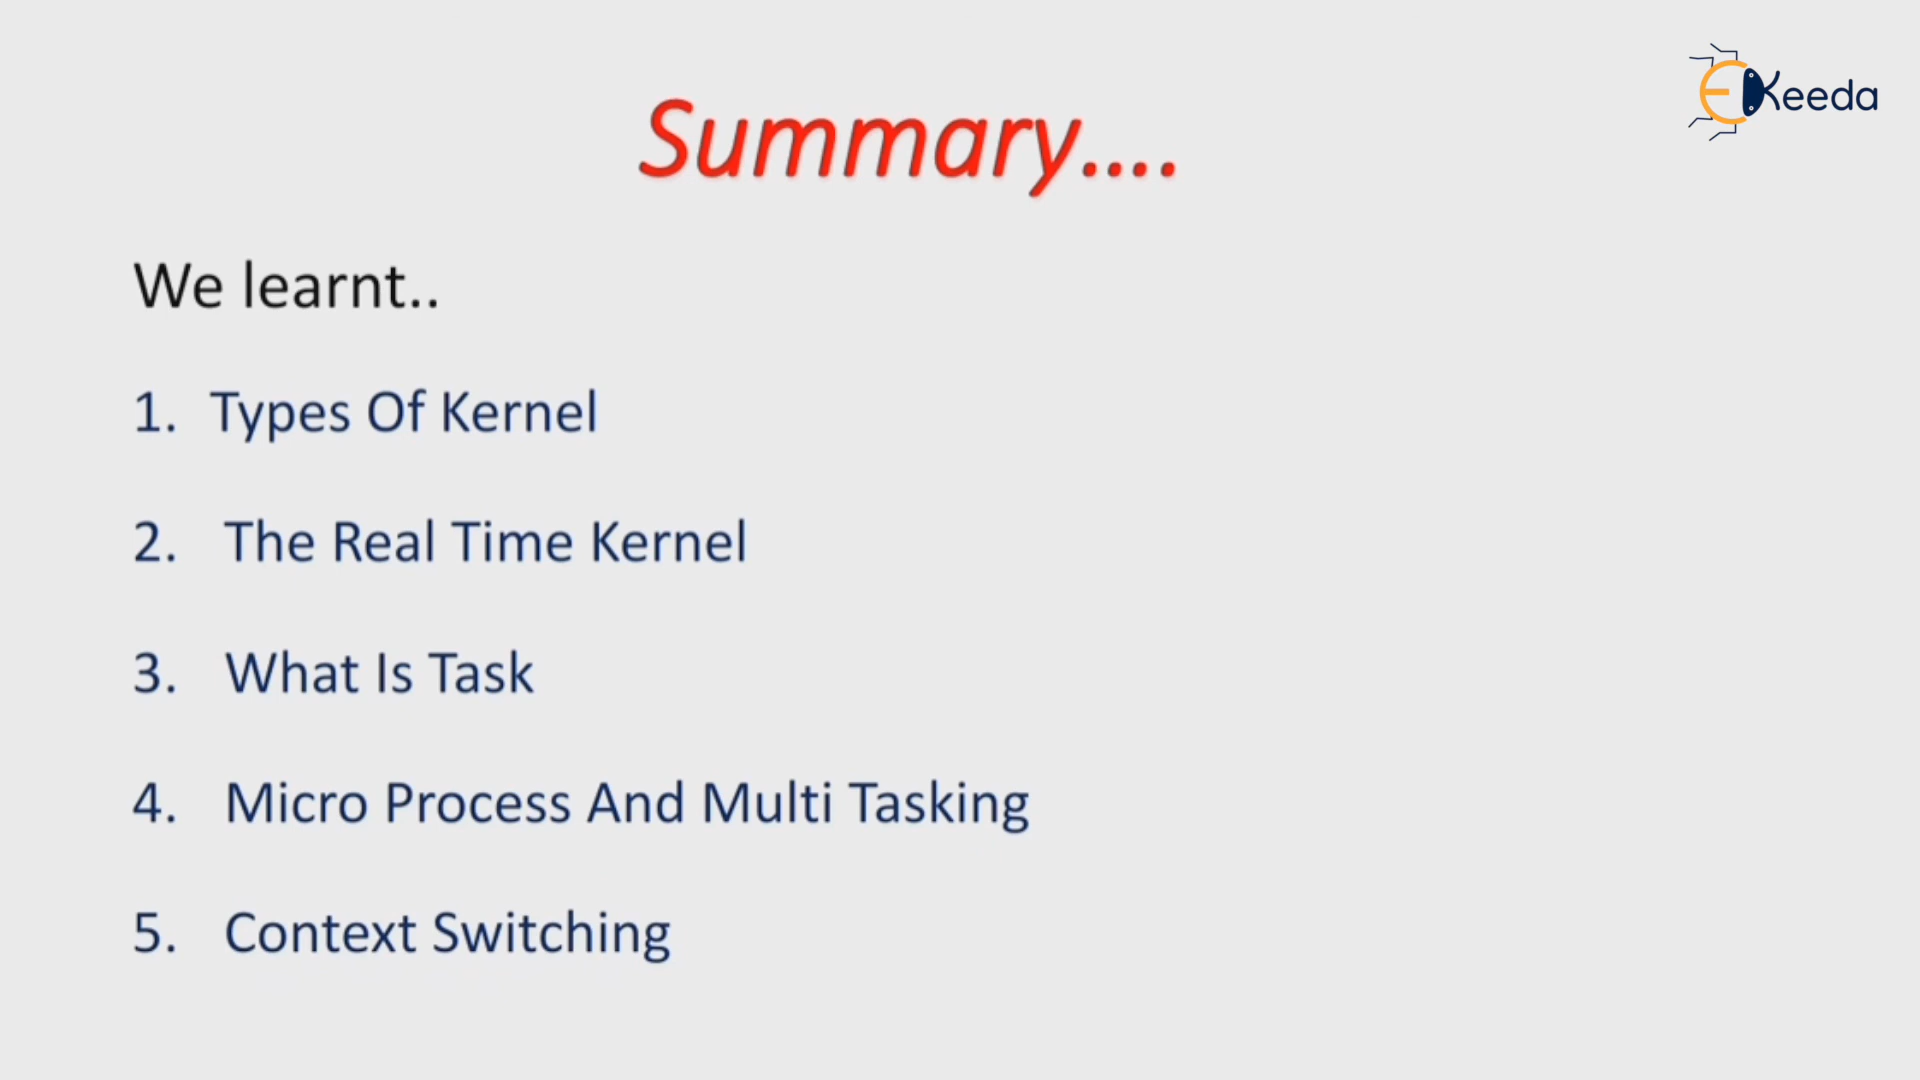 EKeeda
Summary....
We learnt..
1. Types Of Kernel
2. The Real Time Kernel
3. What Is Task
4. Micro Process And Multi Tasking
5. Context Switching